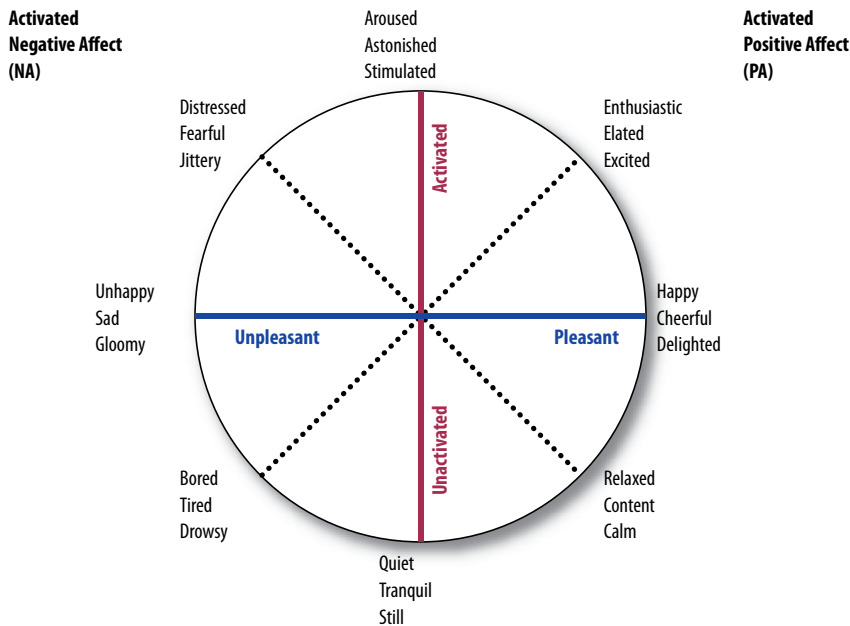 Activated
Negative Affect
(NA)
Aroused
Astonished
Stimulated
Activated
Positive Affect
(PA)
Distressed
Fearful
Jittery
Activated
Enthusiastic
Elated
Excited
Unhappy
Sad
Gloomy
Unpleasant
Pleasant
Happy
Cheerful
Delighted
Bored
Tired
Drowsy
Unactivated
Relaxed
Content
Calm
Quiet
Tranquil
Still